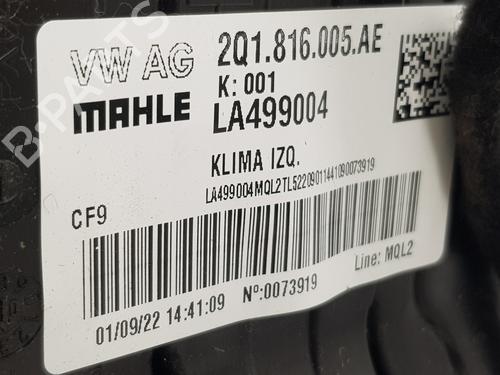 VW AG
2Q1.816.005.AE
K: 001
MAHLE
LA499004
KLIMA IZQ.
LA499004MQL2TL52209011441090073919
CF9
Line: MQL2
01/09/22 14:41:09 Nº:0073919
B-PARTS